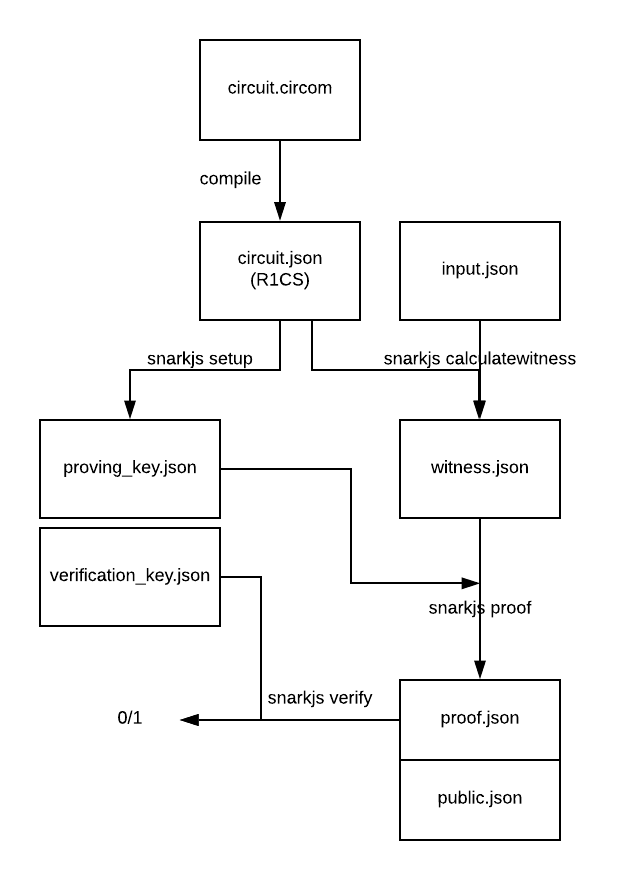 circuit.circom
compile
circuit.json
(R1CS)
input.json
snarkjs setup
snarkjs calculatewitness
proving_key.json
witness.json
verification_key.json
snarkjs proof
snarkjs verify
0/1
proof.json
public.json